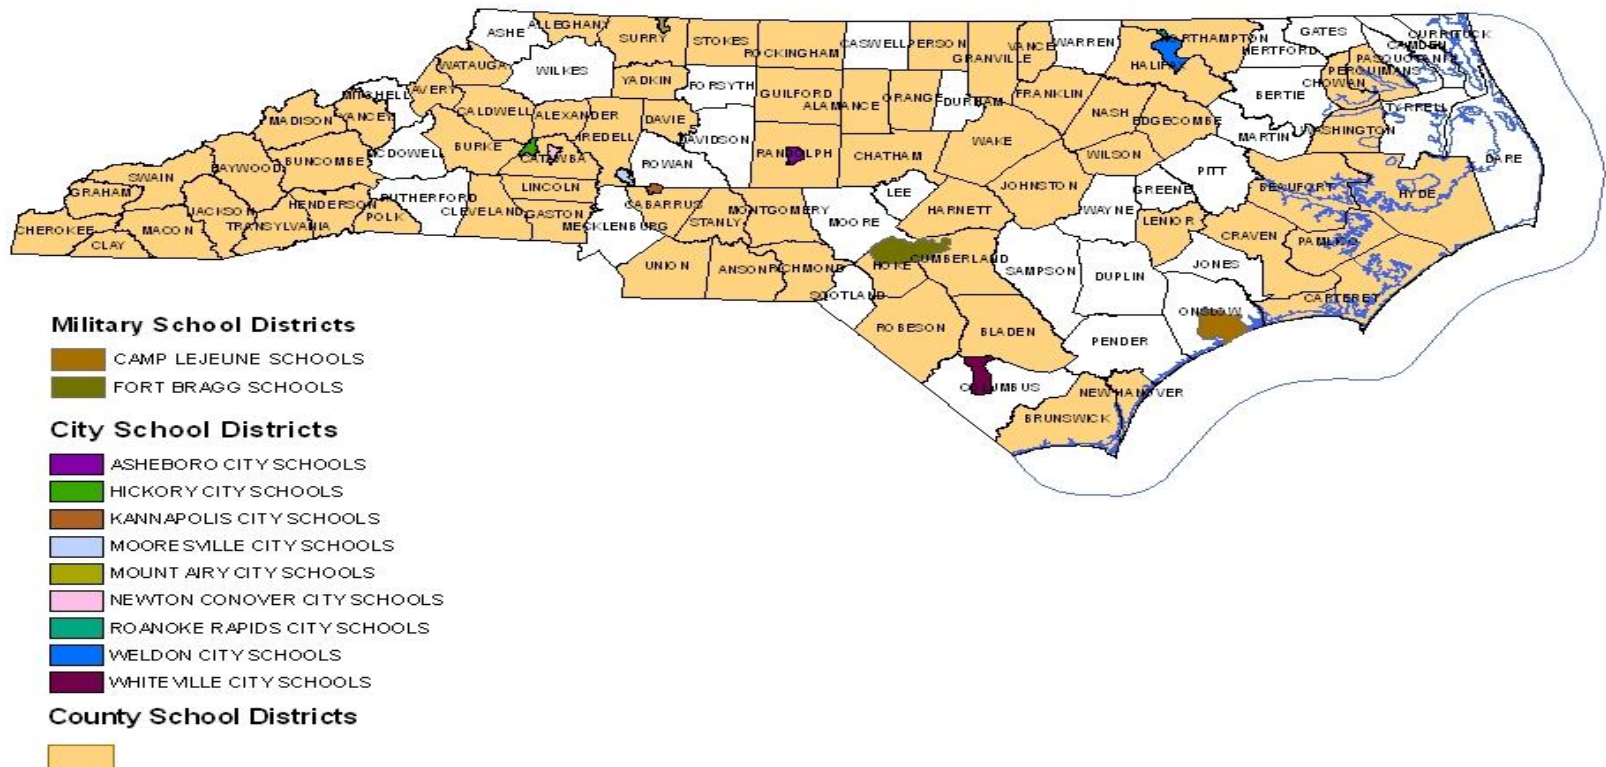 ASHE
ALLEGHANY
SURRY
STOKES
ROCKINGHAM
CASWELL
PERSON
GRANVILLE
VANCE
WARREN
NORTHAMPTON
HERTFORD
GATES
CAMDEN
CURRITUCK
PASQUOTANK
PERQUIMANS
CHOWAN
HALIFAX
WATAUGA
WILKES
YADKIN
FORSYTH
GUILFORD
ALAMANCE
ORANGE
DURHAM
FRANKLIN
NASH
EDGECOMBE
BERTIE
MARTIN
WASHINGTON
TYRRELL
DARE
MITCHELL
AVERY
MADISON
YANCEY
CALDWELL
ALEXANDER
IREDELL
DAVIE
DAVIDSON
RANDOLPH
CHATHAM
WAKE
WILSON
PITT
BEAUFORT
HYDE
SWAIN
HAYWOOD
BUNCOMBE
MCDOWELL
BURKE
CATAWBA
ROWAN
LINCOLN
GRAHAM
JACKSON
HENDERSON
RUTHERFORD
POLK
CLEVELAND
GASTON
CABARRUS
STANLY
MONTGOMERY
MOORE
LEE
HARNETT
JOHNSTON
WAYNE
GREENE
LENIOR
CRAVEN
PAMLICO
CHEROKEE
CLAY
MACON
TRANSYLVANIA
MECKLENBURG
UNION
ANSON
RICHMOND
SCOTLAND
HOKE
CUMBERLAND
SAMPSON
DUPLIN
JONES
ONSLOW
CARTERET
ROBESON
BLADEN
PENDER
COLUMBUS
NEW HANOVER
BRUNSWICK
Military School Districts
CAMP LEJEUNE SCHOOLS
FORT BRAGG SCHOOLS
City School Districts
ASHEBORO CITY SCHOOLS
HICKORY CITY SCHOOLS
KANNAPOLIS CITY SCHOOLS
MOORESVILLE CITY SCHOOLS
MOUNT AIRY CITY SCHOOLS
NEWTON CONOVER CITY SCHOOLS
ROANOKE RAPIDS CITY SCHOOLS
WELDON CITY SCHOOLS
WHITEVILLE CITY SCHOOLS
County School Districts